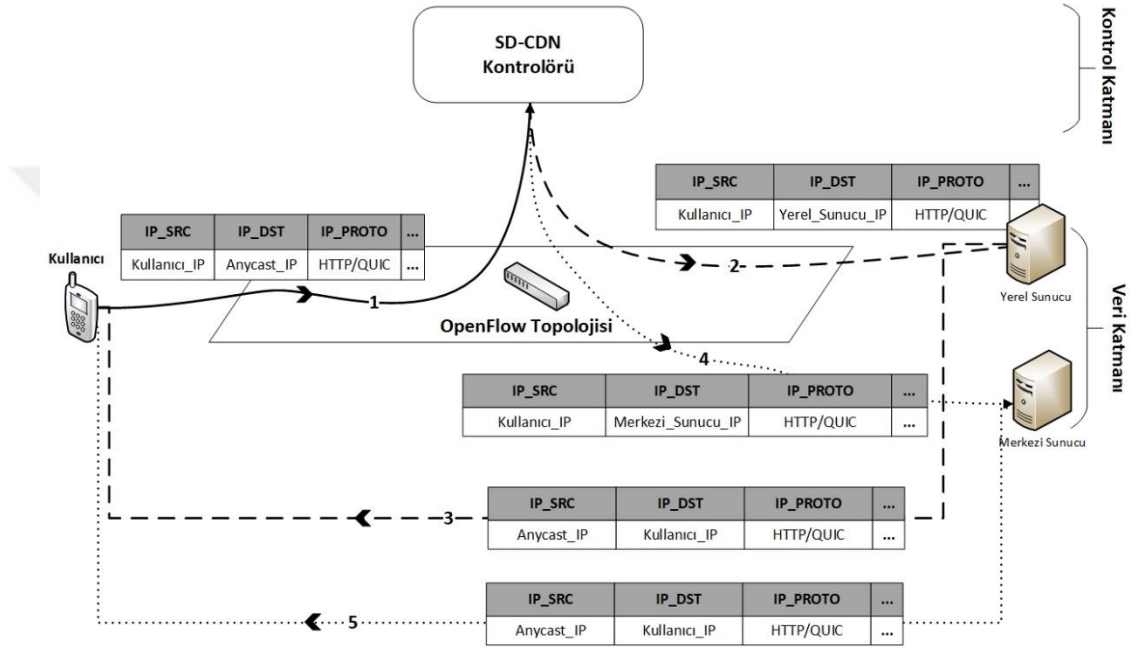 SD-CDN
Kontrolörü
Kontrol Katmanı
IP_SRC IP_DST IP_PROTO ...
Kullanıcı_IP Yerel_Sunucu_IP HTTP/QUIC
IP_SRC IP_DST IP_PROTO ...
Kullanıcı_IP Anycast_IP HTTP/QUIC ...
Kullanıcı
1
2
OpenFlow Topolojisi
Yerel Sunucu
Veri Katmanı
4
IP_SRC IP_DST IP_PROTO ...
Kullanıcı_IP Merkezi_Sunucu_IP HTTP/QUIC ...
Merkezi Sunucu
3
IP_SRC IP_DST IP_PROTO ...
Anycast_IP Kullanıcı_IP HTTP/QUIC ...
5
IP_SRC IP_DST IP_PROTO ...
Anycast_IP Kullanıcı_IP HTTP/QUIC ...